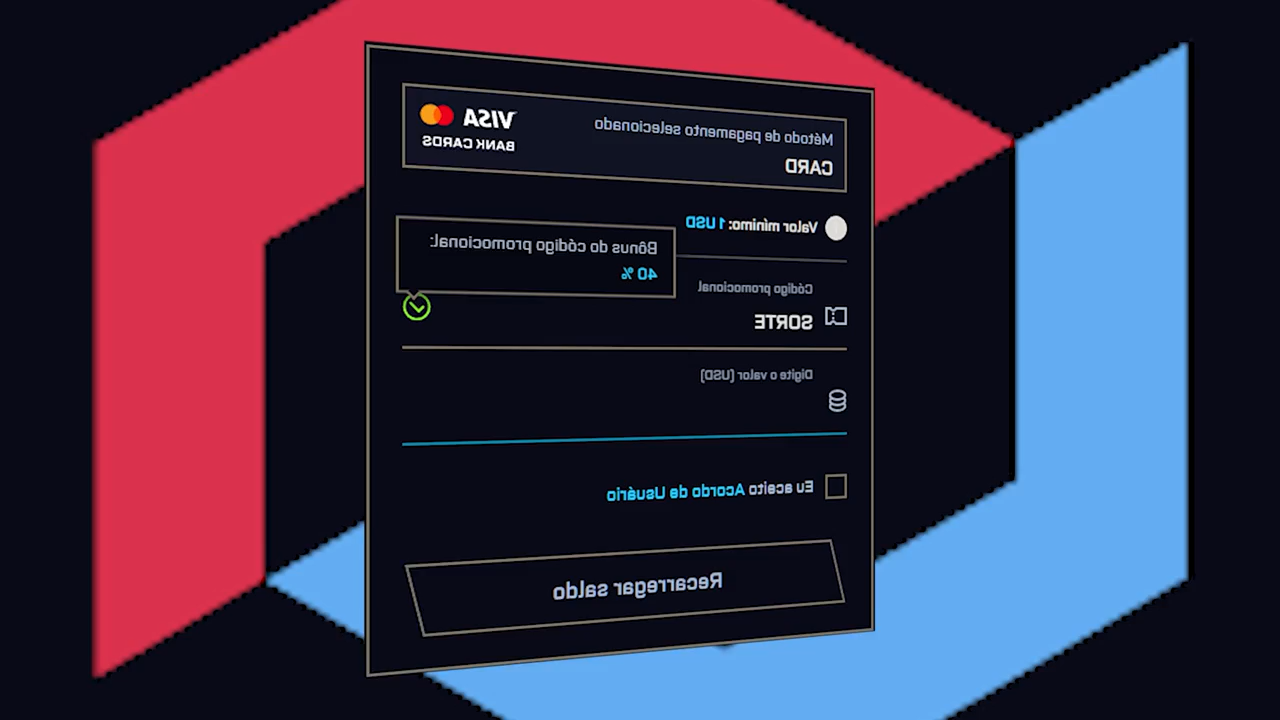 Método de pagamento selecionado
CARD
VISA
BANK CARDS
Valor mínimo: 1 USD
Bônus do código promocional:
40 %
Código promocional
SORTE
Digite o valor (USD)
Eu aceito Acordo de Usuário
Recarregar saldo